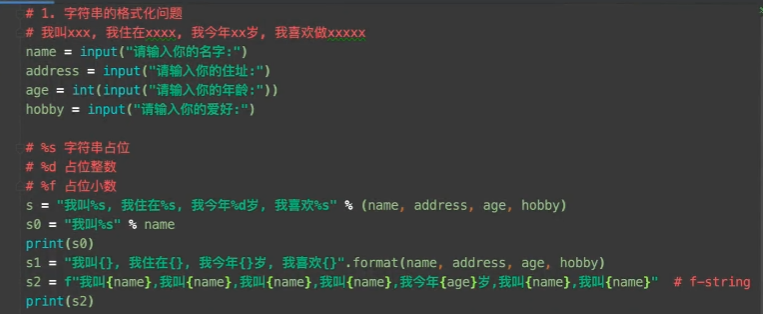 # 1. 字符串的格式化问题
# 我叫xxx, 我住在xxxx, 我今年xx岁, 我喜欢做xxxxx
name = input("请输入你的名字:")
address = input("请输入你的住址:")
age = int(input("请输入你的年龄:"))
hobby = input("请输入你的爱好:")
# %s 字符串占位
# %d 占位整数
# %f 占位小数
s = "我叫%s, 我住在%s, 我今年%d岁, 我喜欢%s" % (name, address, age, hobby)
s0 = "我叫%s" % name
print(s0)
s1 = "我叫{}, 我住在{}, 我今年{}岁, 我喜欢{}".format(name, address, age, hobby)
s2 = f"我叫{name},我叫{name},我叫{name},我叫{name},我今年{age}岁,我叫{name},我叫{name}"  # f-string
print(s2)